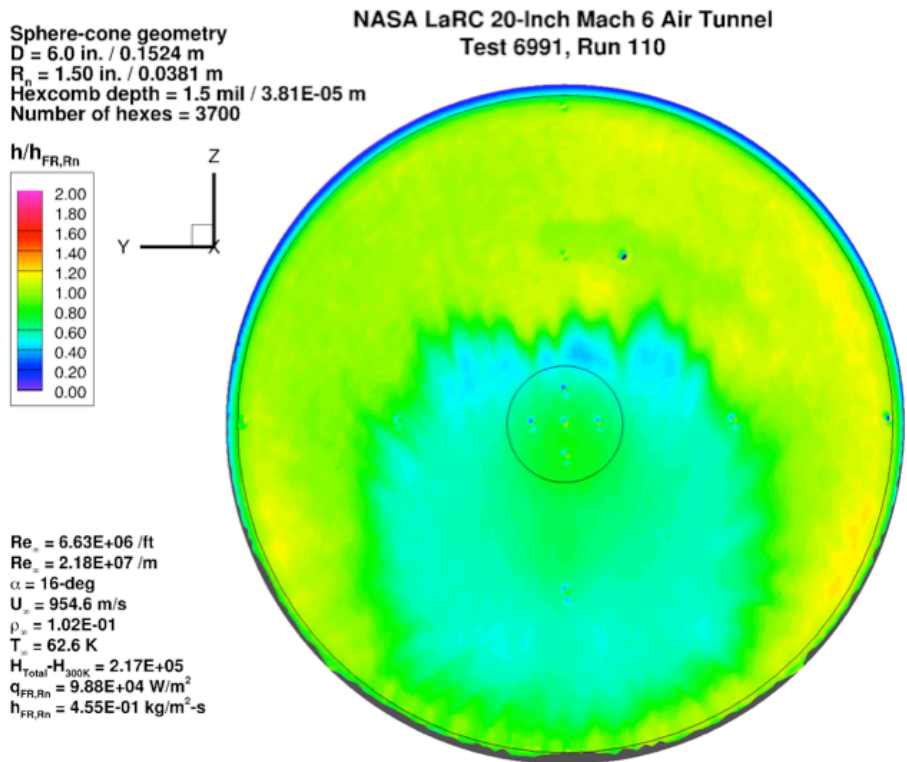 NASA LaRC 20-Inch Mach 6 Air Tunnel
Test 6991, Run 110
Sphere-cone geometry
D = 6.0 in. / 0.1524 m
Rn = 1.50 in. / 0.0381 m
Hexcomb depth = 1.5 mil / 3.81E-05 m
Number of hexes = 3700
h/hFR,Rn
2.00
1.80
1.60
1.40
1.20
1.00
0.80
0.60
0.40
0.20
0.00
Z
Y
X
Re∞ = 6.63E+06 /ft
Re∞ = 2.18E+07 /m
α = 16-deg
U∞ = 954.6 m/s
ρ∞ = 1.02E-01
T∞ = 62.6 K
HTotal-H300K = 2.17E+05
qFR,Rn = 9.88E+04 W/m²
hFR,Rn = 4.55E-01 kg/m²-s